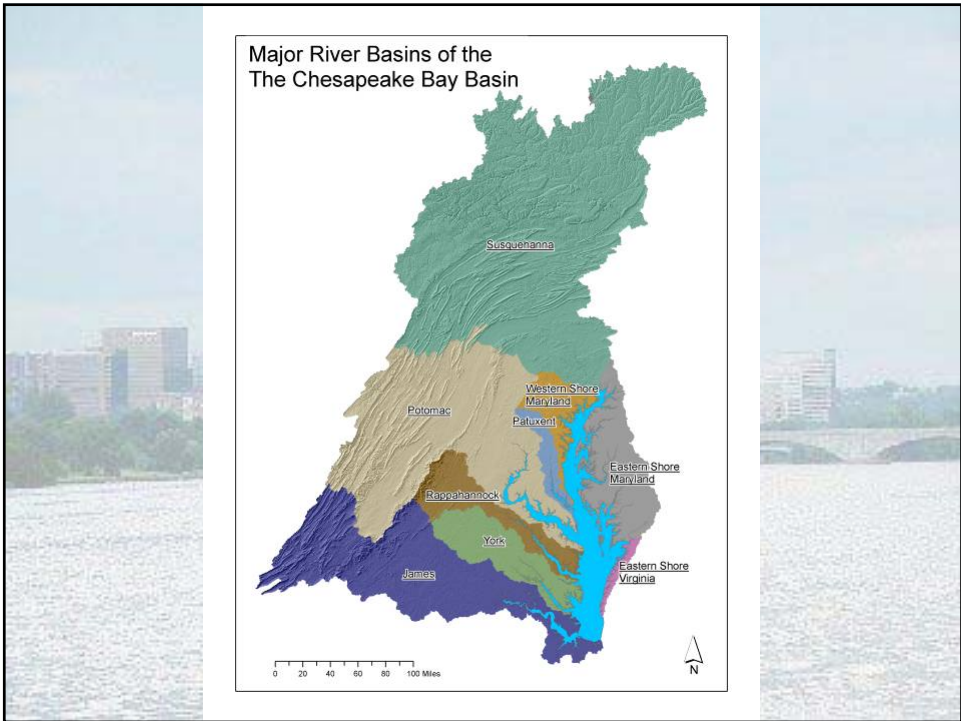 Major River Basins of the
The Chesapeake Bay Basin
Susquehanna
Western Shore
Maryland
Potomac
Patuxent
Eastern Shore
Maryland
Rappahannock
York
Eastern Shore
Virginia
James
0 20 40 60 80 100 Miles
N